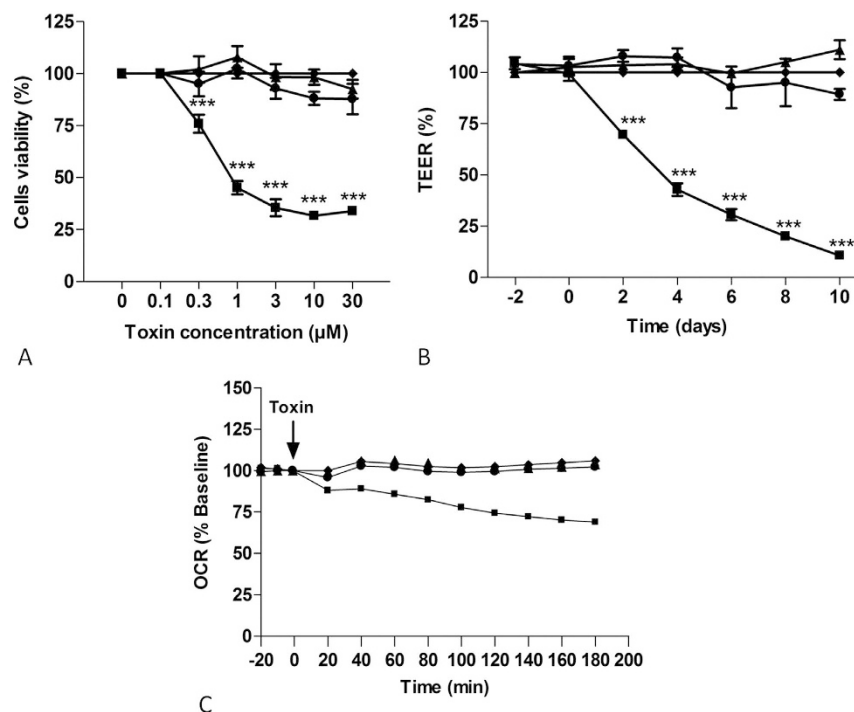 Cells viability (%)
125
100
75
50
25
0
***
***
***
***
***
0 0.1 0.3 1 3 10 30
Toxin concentration (µM)
A
TEER (%)
125
100
75
50
25
0
***
***
***
***
***
-2 0 2 4 6 8 10
Time (days)
B
OCR (% Baseline)
150
125
100
75
50
25
0
Toxin
-20 0 20 40 60 80 100 120 140 160 180 200
Time (min)
C